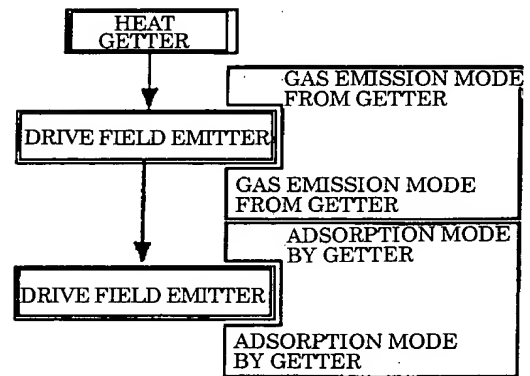 HEAT
GETTER
GAS EMISSION MODE
FROM GETTER
DRIVE FIELD EMITTER
GAS EMISSION MODE
FROM GETTER
ADSORPTION MODE
BY GETTER
DRIVE FIELD EMITTER
ADSORPTION MODE
BY GETTER